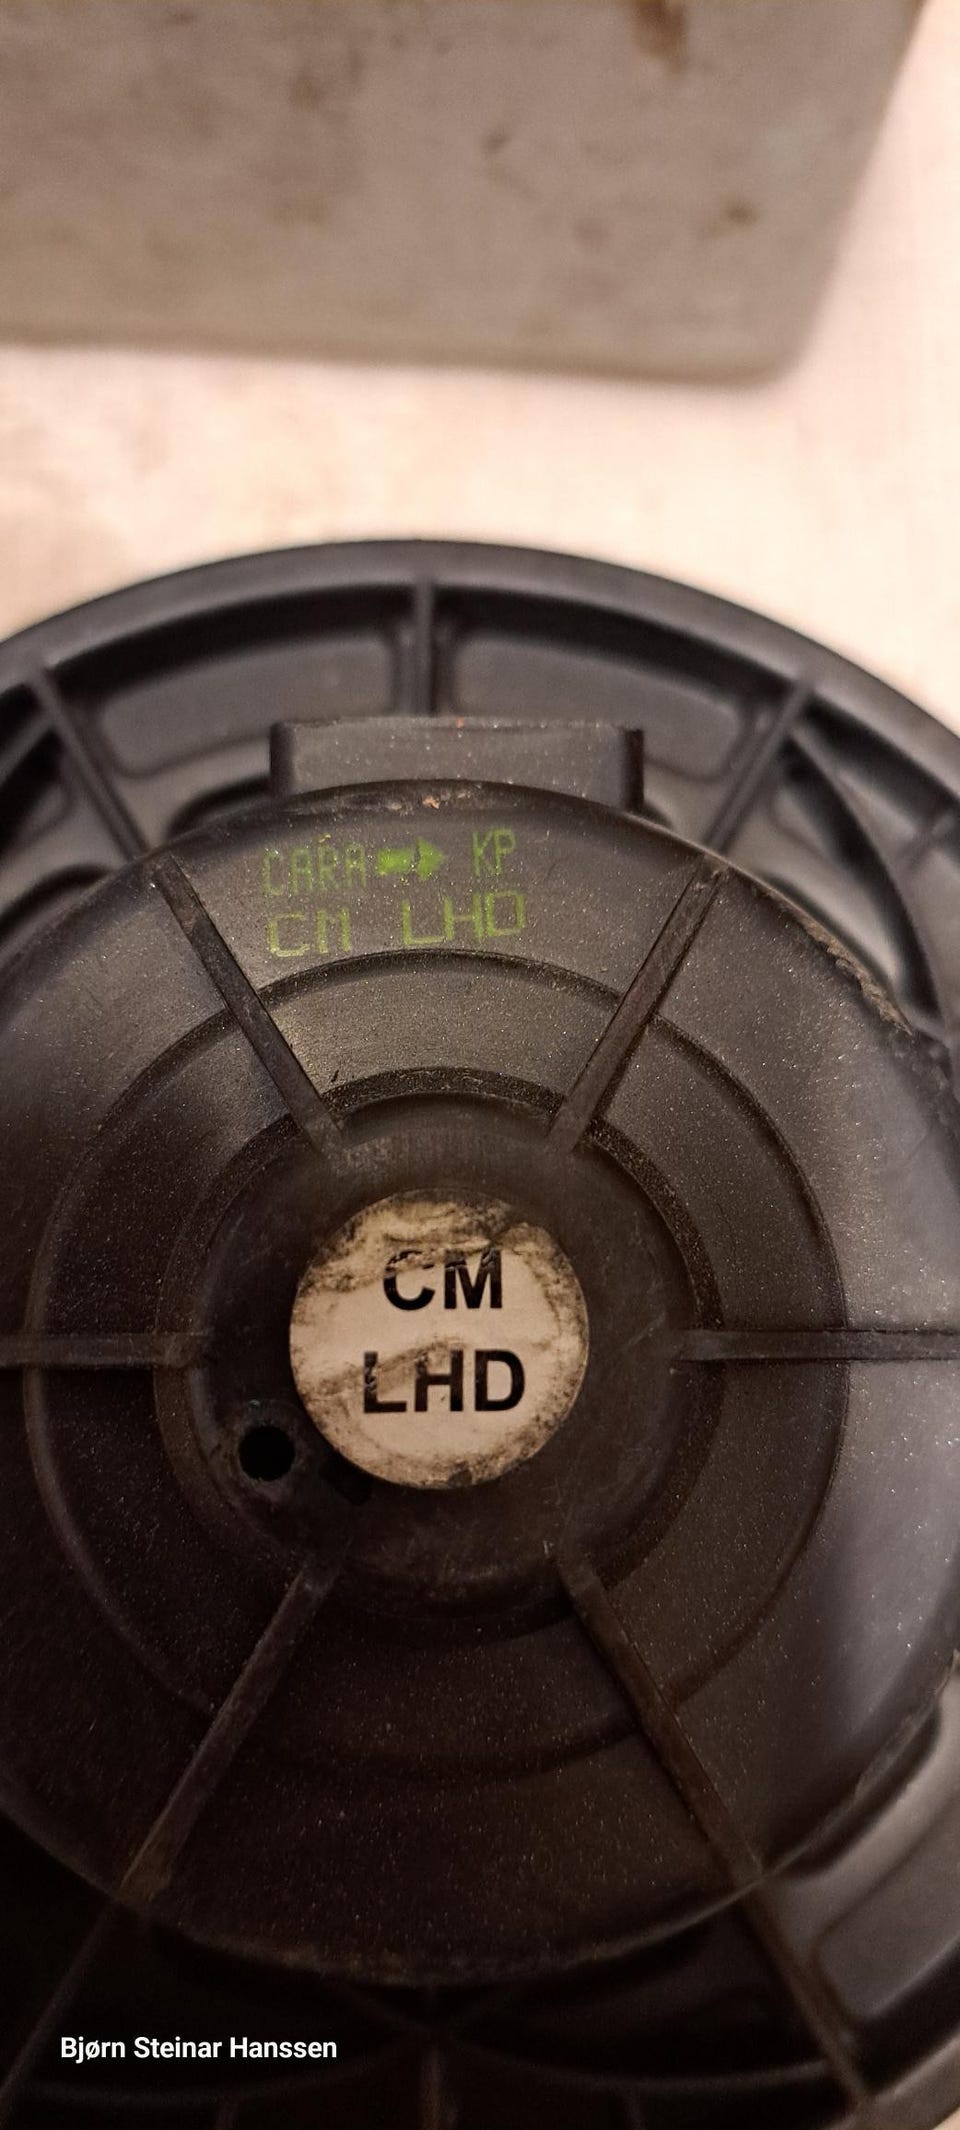 CARA ➡ KP
CM LHD
CM
LHD
Bjørn Steinar Hanssen